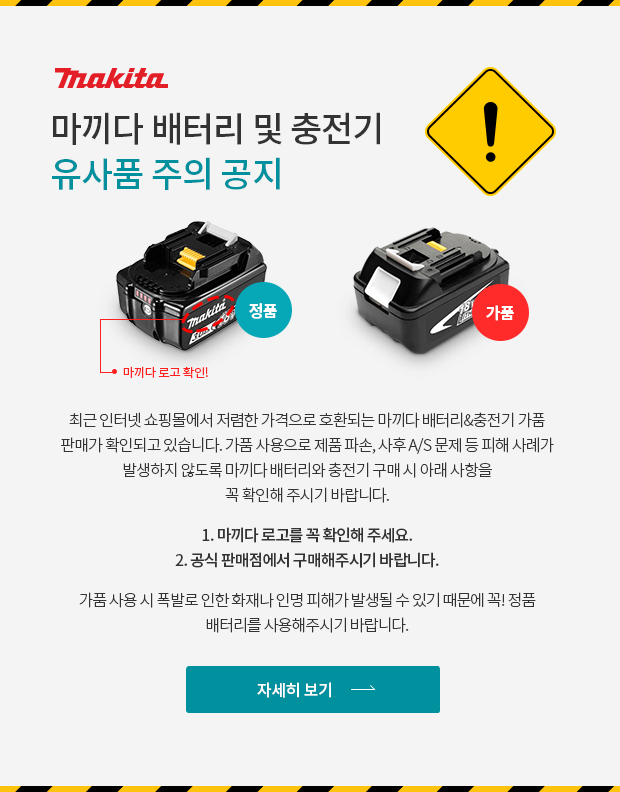 makita
마끼다 배터리 및 충전기
유사품 주의 공지
makita
정품
18V
가품
마끼다 로고 확인!
최근 인터넷 쇼핑몰에서 저렴한 가격으로 호환되는 마끼다 배터리&충전기 가품
판매가 확인되고 있습니다. 가품 사용으로 제품 파손, 사후 A/S 문제 등 피해 사례가
발생하지 않도록 마끼다 배터리와 충전기 구매 시 아래 사항을
꼭 확인해 주시기 바랍니다.
1. 마끼다 로고를 꼭 확인해 주세요.
2. 공식 판매점에서 구매해주시기 바랍니다.
가품 사용 시 폭발로 인한 화재나 인명 피해가 발생될 수 있기 때문에 꼭! 정품
배터리를 사용해주시기 바랍니다.
자세히 보기